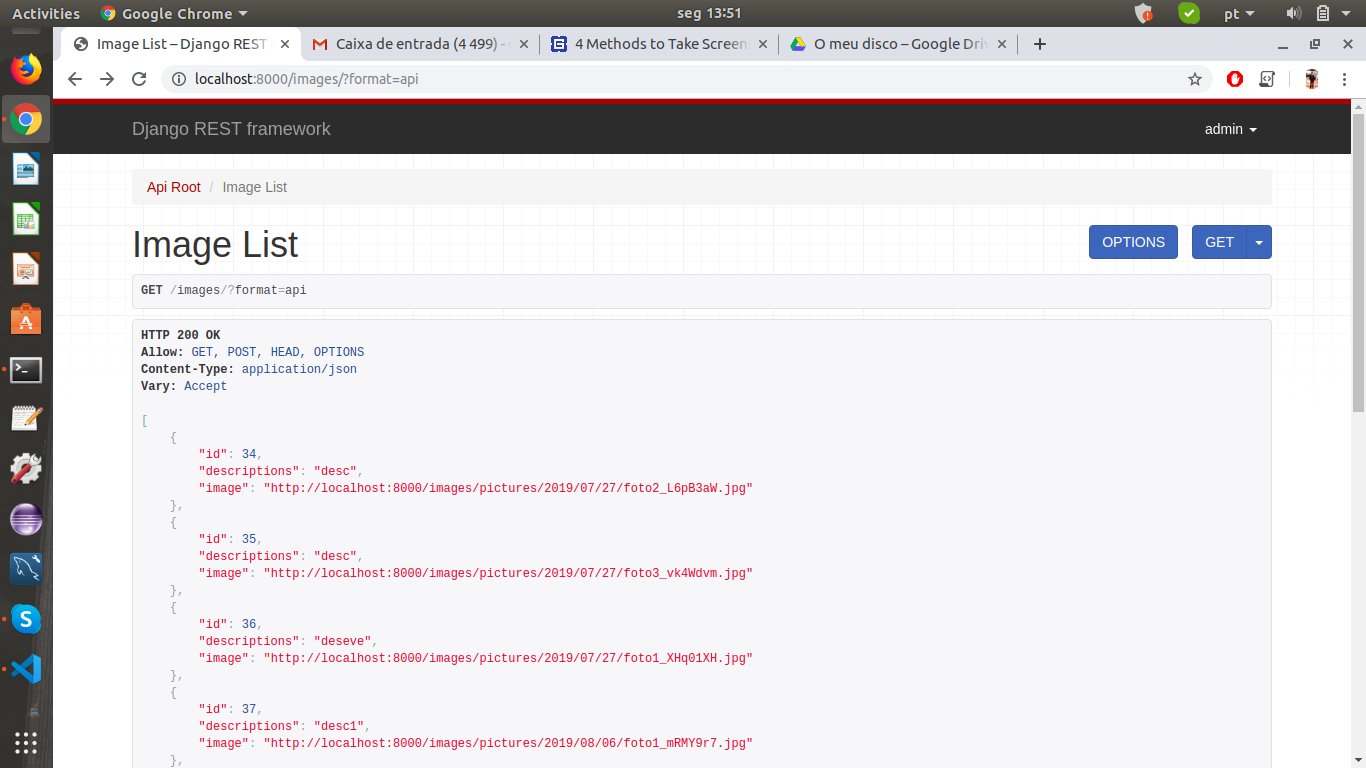 Activities
Google Chrome
seg 13:51
pt
Image List – Django REST
Caixa de entrada (4 499) -
4 Methods to Take Screen
O meu disco – Google Driv
localhost:8000/images/?format=api
Django REST framework
admin
Api Root / Image List
Image List
OPTIONS
GET
GET /images/?format=api
HTTP 200 OK
Allow: GET, POST, HEAD, OPTIONS
Content-Type: application/json
Vary: Accept
[
{
"id": 34,
"descriptions": "desc",
"image": "http://localhost:8000/images/pictures/2019/07/27/foto2_L6pB3aW.jpg"
},
{
"id": 35,
"descriptions": "desc",
"image": "http://localhost:8000/images/pictures/2019/07/27/foto3_vk4Wdvm.jpg"
},
{
"id": 36,
"descriptions": "deseve",
"image": "http://localhost:8000/images/pictures/2019/07/27/foto1_XHq01XH.jpg"
},
{
"id": 37,
"descriptions": "desc1",
"image": "http://localhost:8000/images/pictures/2019/08/06/foto1_mRMY9r7.jpg"
},